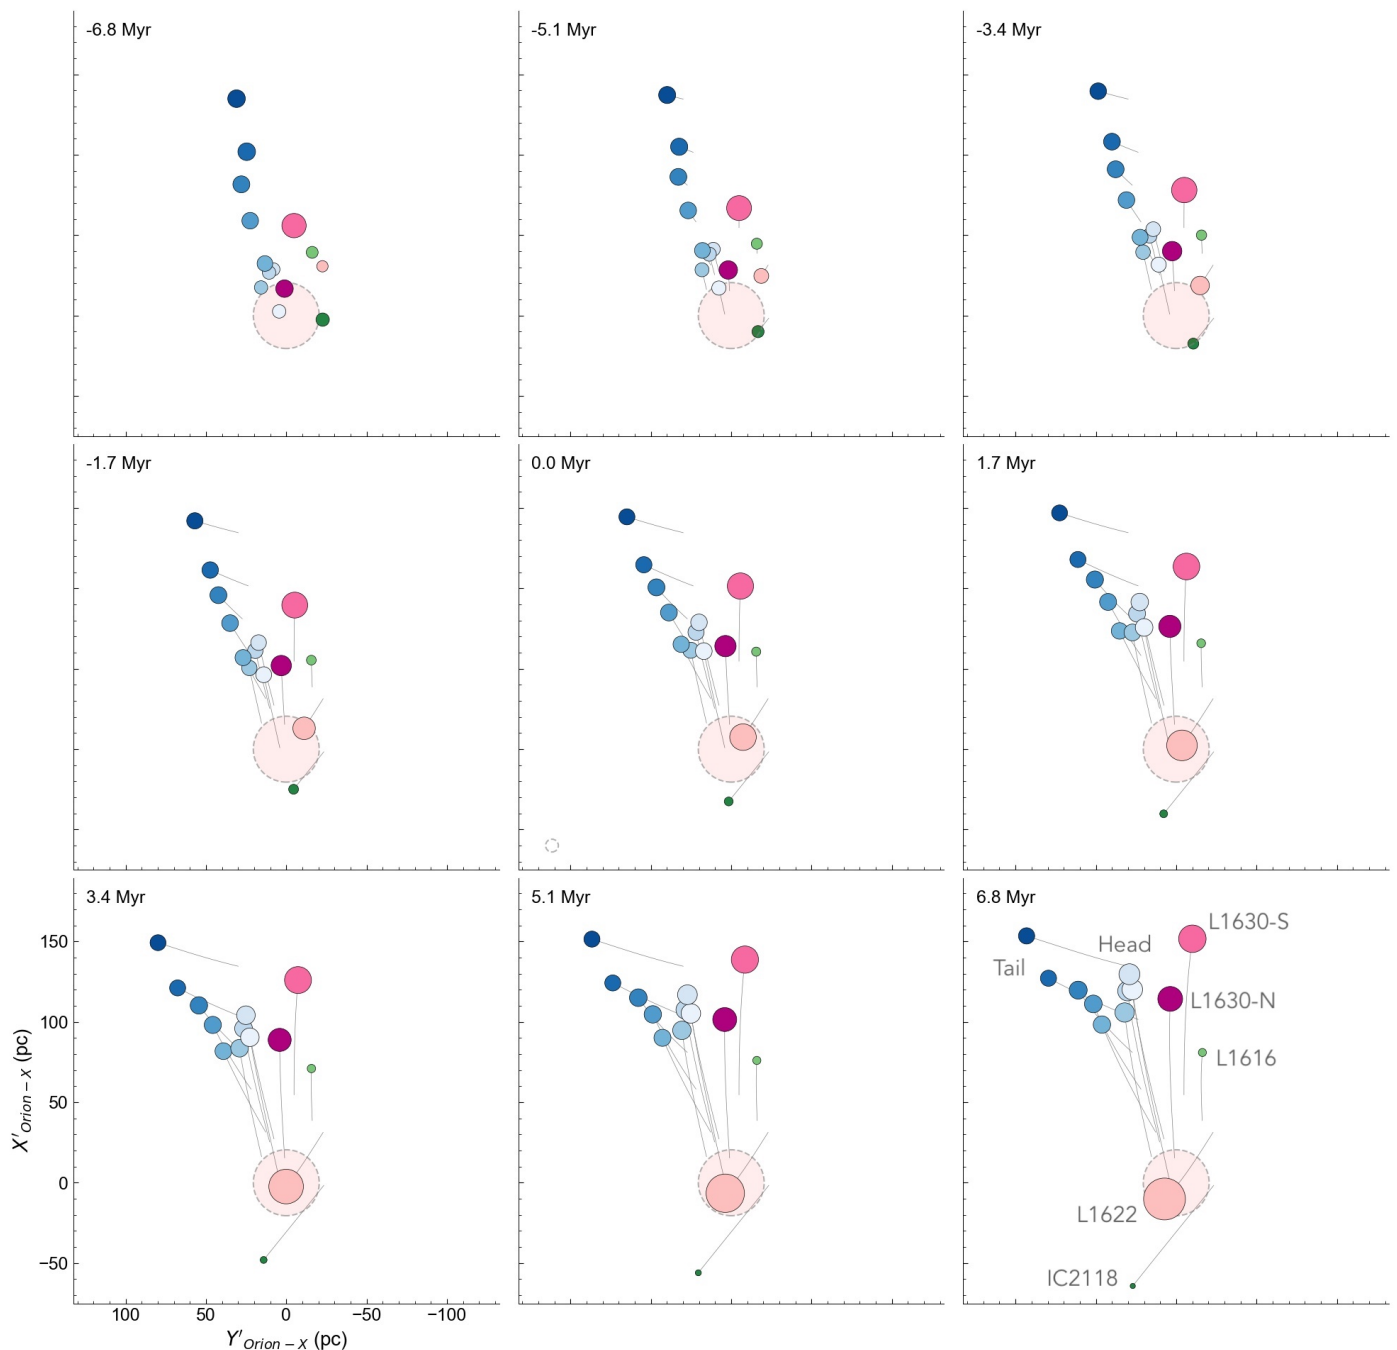 -6.8 Myr
-5.1 Myr
-3.4 Myr
-1.7 Myr
0.0 Myr
1.7 Myr
3.4 Myr
5.1 Myr
6.8 Myr
L1630-S
Head
Tail
L1630-N
L1616
L1622
IC2118
150
100
50
0
−50
X′Orion − X (pc)
100 50 0 −50 −100
Y′Orion − X (pc)